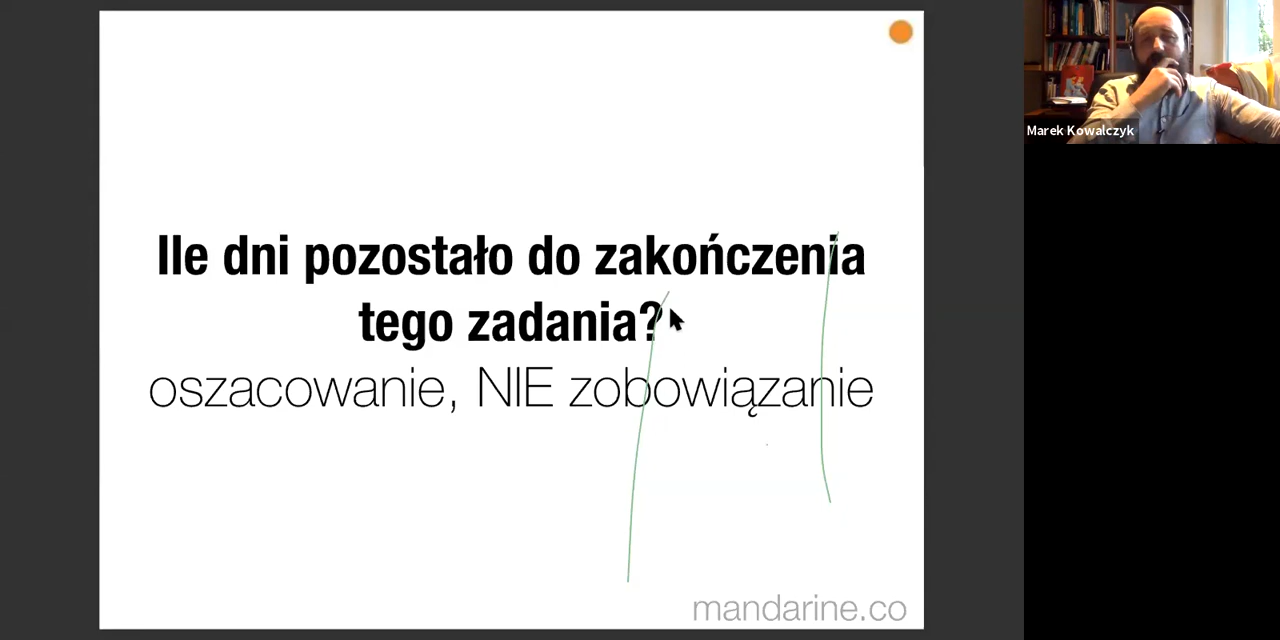 Ile dni pozostało do zakończenia
tego zadania?
oszacowanie, NIE zobowiązanie
mandarine.co
Marek Kowalczyk